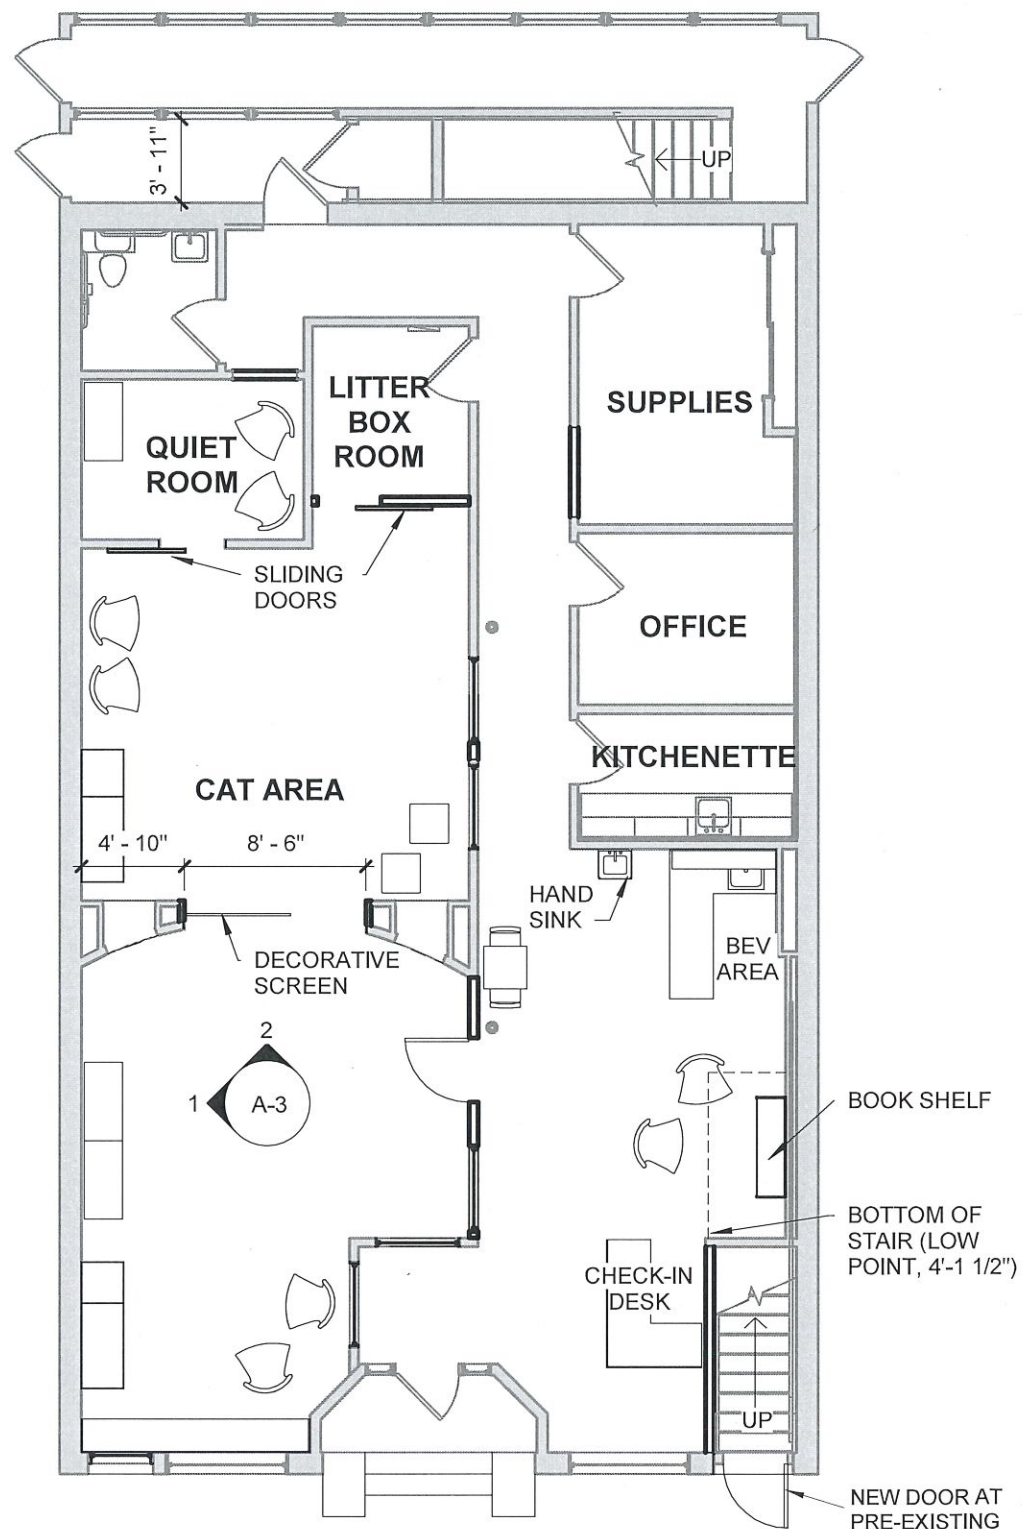 3' - 11"
UP
LITTER
BOX
ROOM
SUPPLIES
QUIET
ROOM
SLIDING
DOORS
OFFICE
KITCHENETTE
CAT AREA
4' - 10"
8' - 6"
HAND
SINK
BEV
AREA
DECORATIVE
SCREEN
2
1
A-3
BOOK SHELF
BOTTOM OF
STAIR (LOW
POINT, 4'-1 1/2")
CHECK-IN
DESK
UP
NEW DOOR AT
PRE-EXISTING